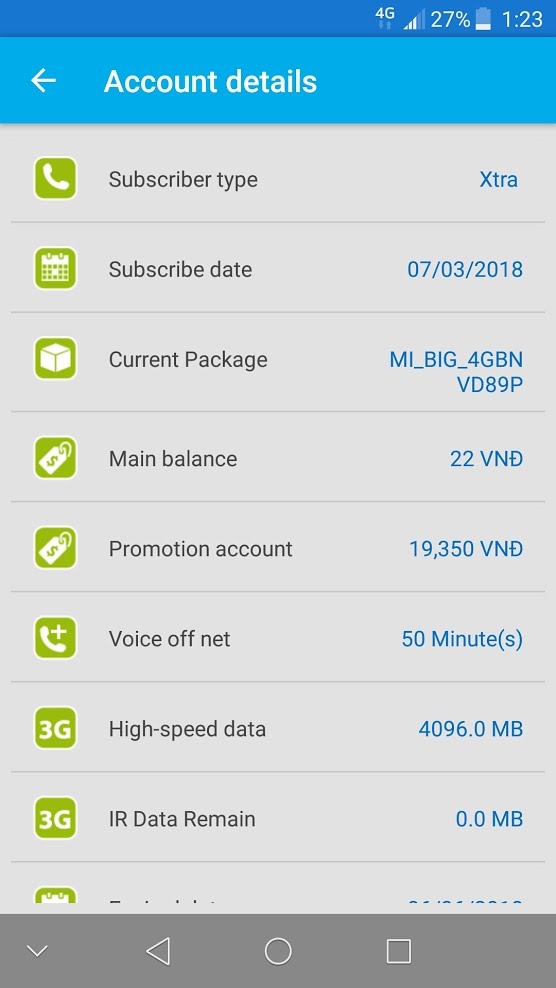 4G 27% 1:23
Account details
Subscriber type Xtra
Subscribe date 07/03/2018
Current Package MI_BIG_4GBN
VD89P
Main balance 22 VNĐ
Promotion account 19,350 VNĐ
Voice off net 50 Minute(s)
3G High-speed data 4096.0 MB
3G IR Data Remain 0.0 MB